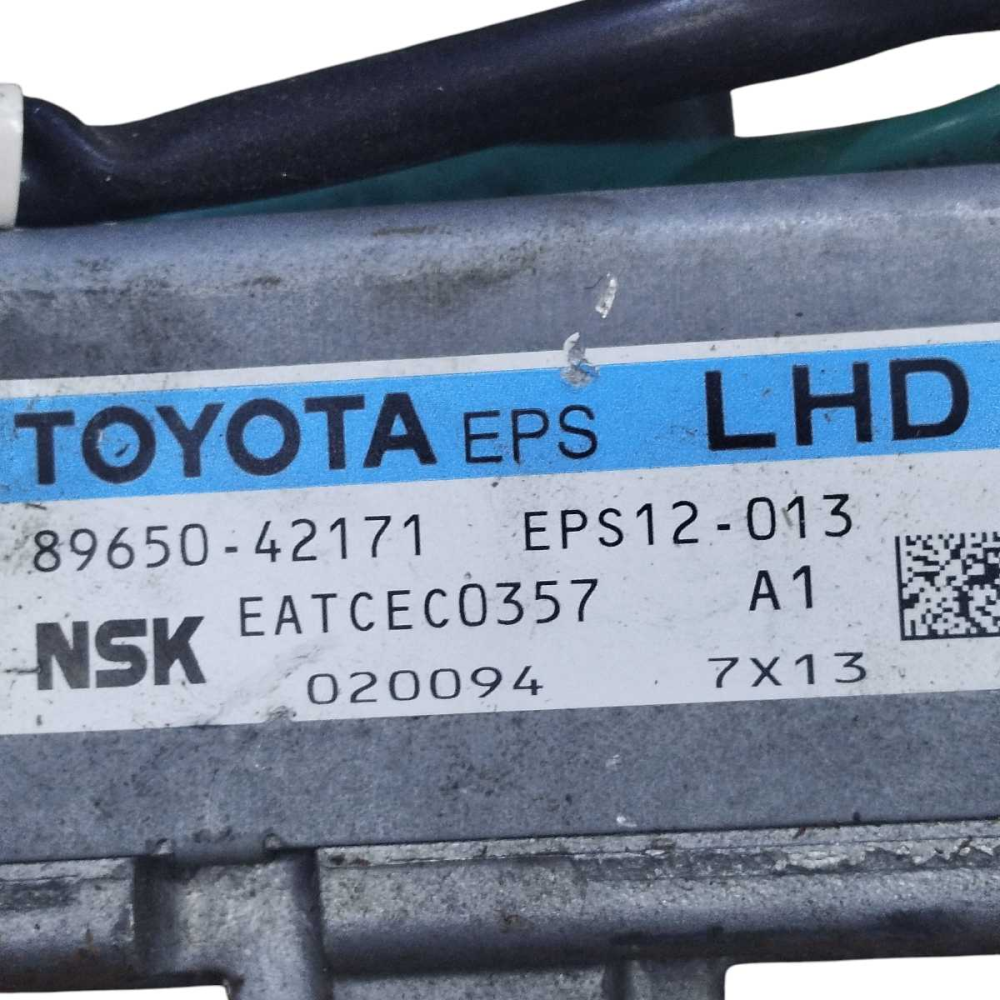 TOYOTA EPS LHD
89650-42171 EPS12-013
NSK EATCEC0357 A1
020094 7X13